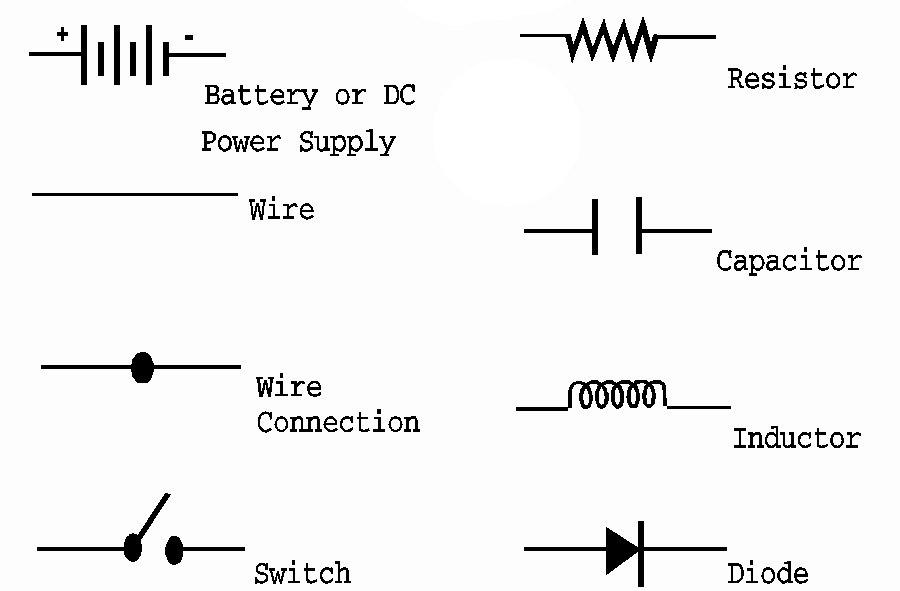 + -
Battery or DC
Power Supply
Wire
Wire
Connection
Switch
Resistor
Capacitor
Inductor
Diode